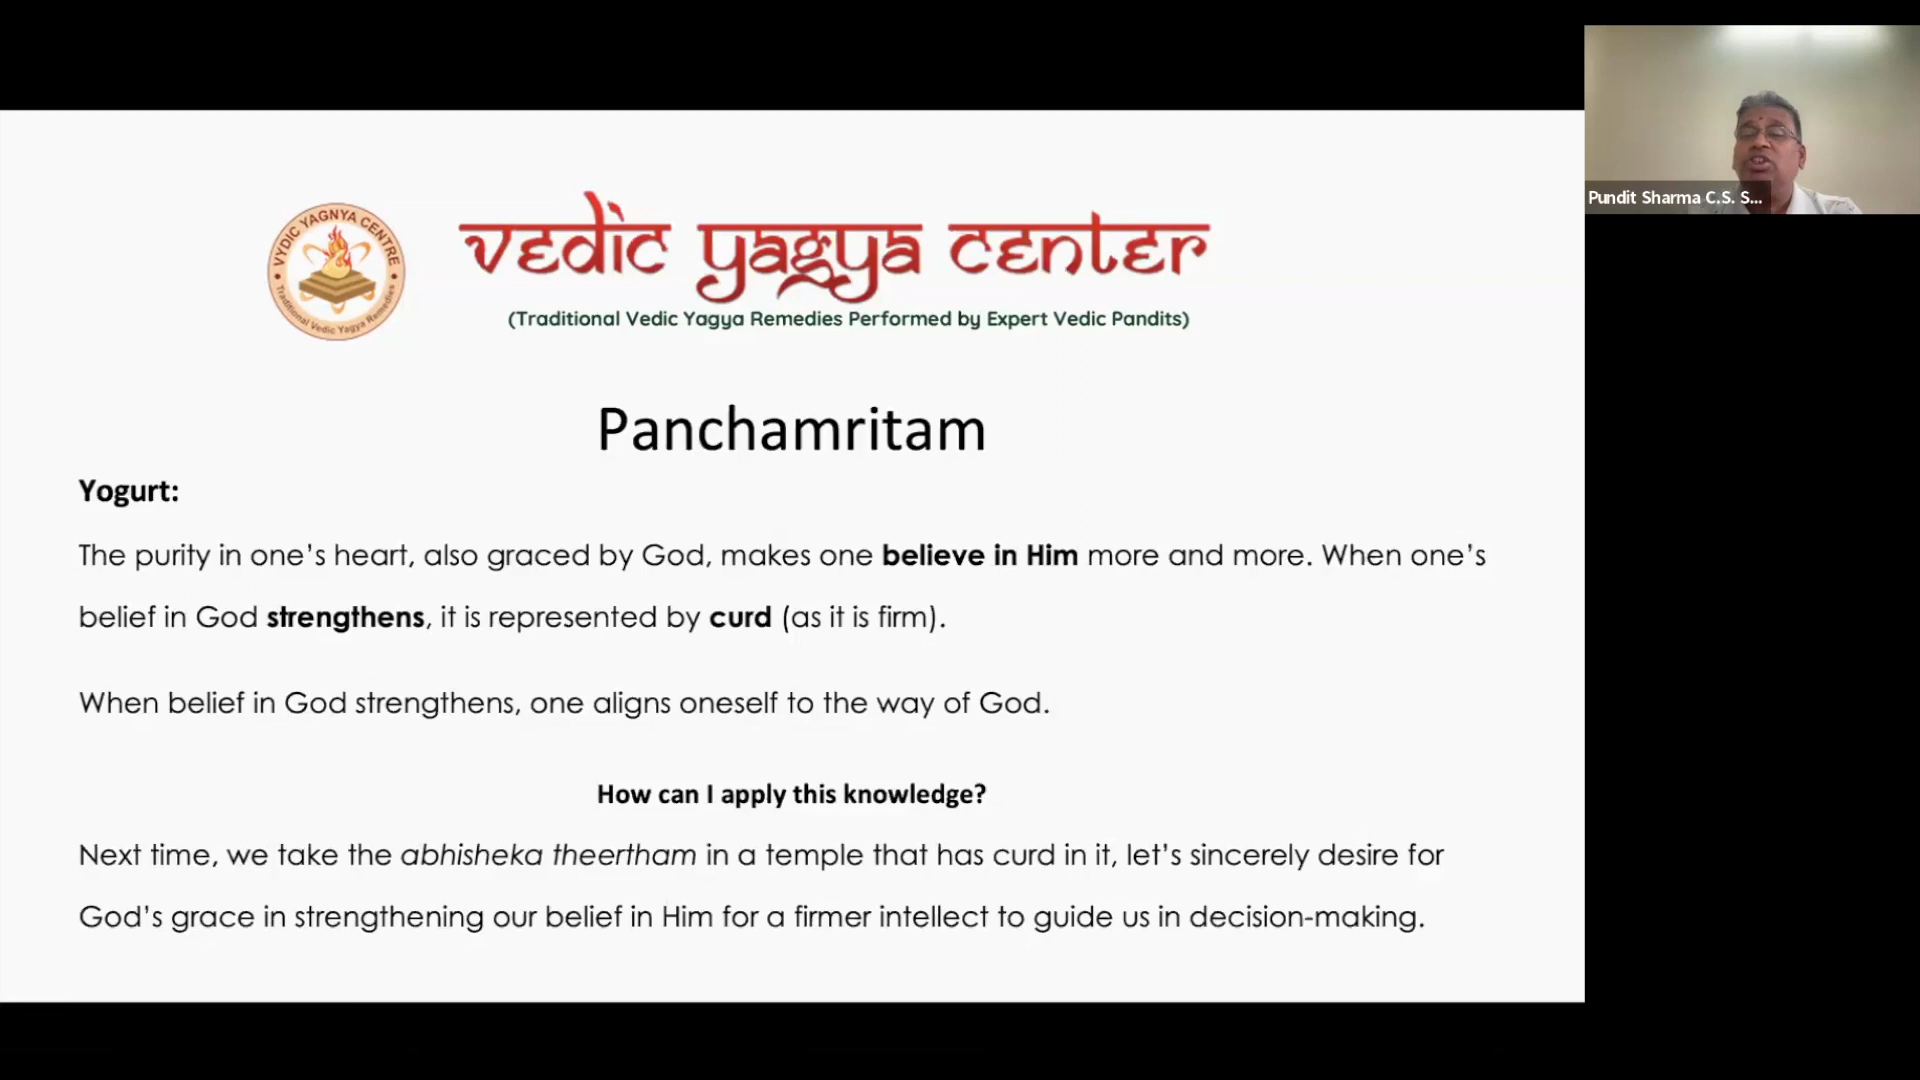 VYDIC YAGNYA CENTRE
Traditional Vedic Yagya Remedies
vedic yagya center
(Traditional Vedic Yagya Remedies Performed by Expert Vedic Pandits)
Pundit Sharma C.S. S...
Panchamritam
Yogurt:
The purity in one’s heart, also graced by God, makes one believe in Him more and more. When one’s
belief in God strengthens, it is represented by curd (as it is firm).
When belief in God strengthens, one aligns oneself to the way of God.
How can I apply this knowledge?
Next time, we take the abhisheka theertham in a temple that has curd in it, let’s sincerely desire for
God’s grace in strengthening our belief in Him for a firmer intellect to guide us in decision-making.